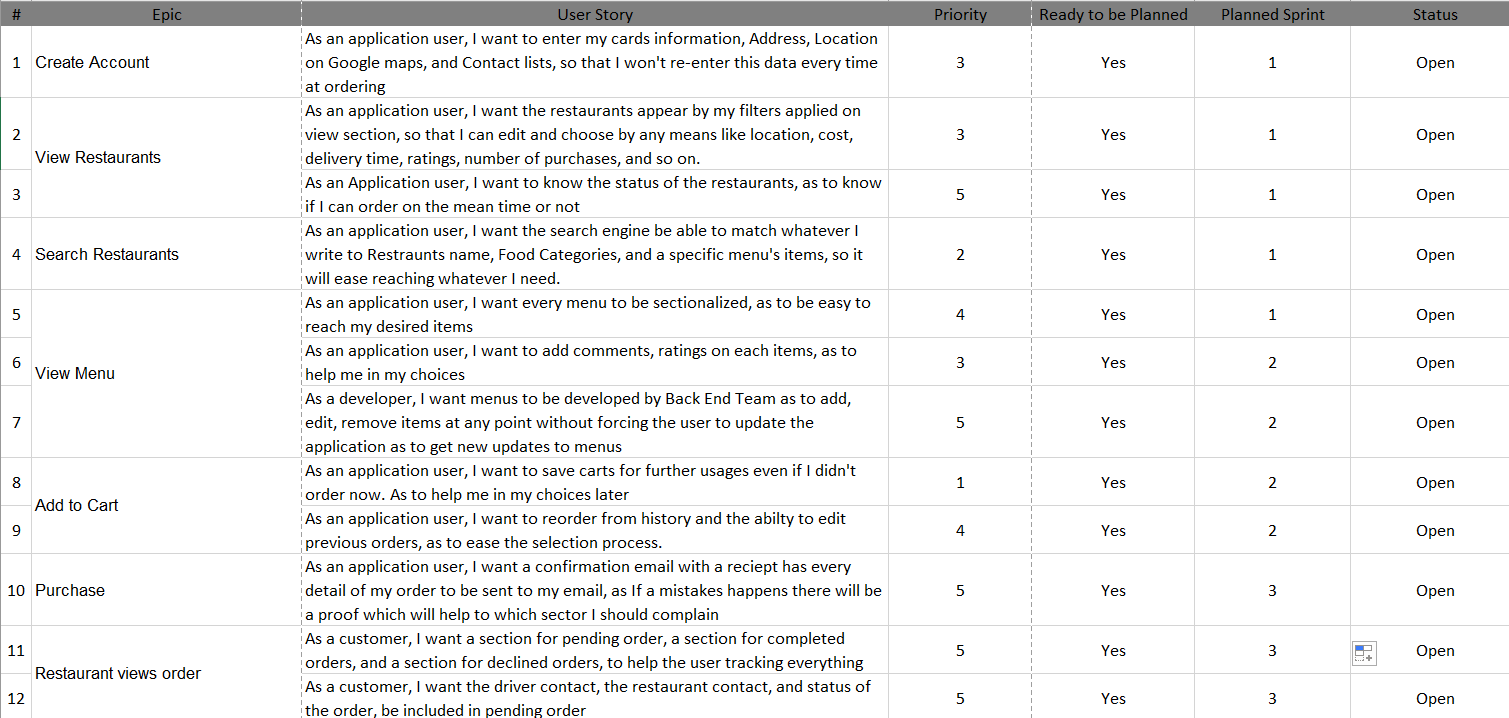 # Epic User Story Priority Ready to be Planned Planned Sprint Status
1 Create Account As an application user, I want to enter my cards information, Address, Location
on Google maps, and Contact lists, so that I won't re-enter this data every time
at ordering 3 Yes 1 Open
2 View Restaurants As an application user, I want the restaurants appear by my filters applied on
view section, so that I can edit and choose by any means like location, cost,
delivery time, ratings, number of purchases, and so on. 3 Yes 1 Open
3 As an Application user, I want to know the status of the restaurants, as to know
if I can order on the mean time or not 5 Yes 1 Open
4 Search Restaurants As an application user, I want the search engine be able to match whatever I
write to Restraunts name, Food Categories, and a specific menu's items, so it
will ease reaching whatever I need. 2 Yes 1 Open
5 As an application user, I want every menu to be sectionalized, as to be easy to
reach my desired items 4 Yes 1 Open
6 View Menu As an application user, I want to add comments, ratings on each items, as to
help me in my choices 3 Yes 2 Open
7 As a developer, I want menus to be developed by Back End Team as to add,
edit, remove items at any point without forcing the user to update the
application as to get new updates to menus 5 Yes 2 Open
8 Add to Cart As an application user, I want to save carts for further usages even if I didn't
order now. As to help me in my choices later 1 Yes 2 Open
9 As an application user, I want to reorder from history and the abilty to edit
previous orders, as to ease the selection process. 4 Yes 2 Open
10 Purchase As an application user, I want a confirmation email with a reciept has every
detail of my order to be sent to my email, as If a mistakes happens there will be
a proof which will help to which sector I should complain 5 Yes 3 Open
11 Restaurant views order As a customer, I want a section for pending order, a section for completed
orders, and a section for declined orders, to help the user tracking everything 5 Yes 3 Open
12 As a customer, I want the driver contact, the restaurant contact, and status of
the order, be included in pending order 5 Yes 3 Open